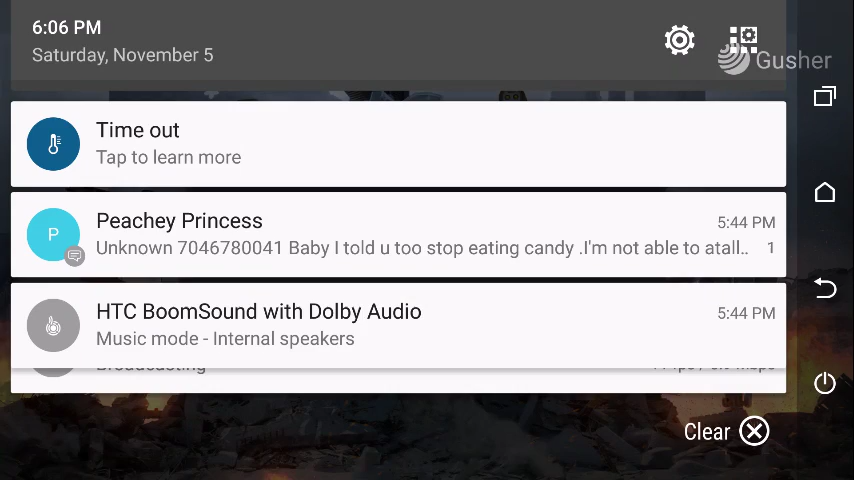 6:06 PM
Saturday, November 5
Gusher
Time out
Tap to learn more
P
Peachey Princess
5:44 PM
Unknown 7046780041 Baby I told u too stop eating candy .I'm not able to atall..
1
HTC BoomSound with Dolby Audio
5:44 PM
Music mode - Internal speakers
Broadcasting
Clear